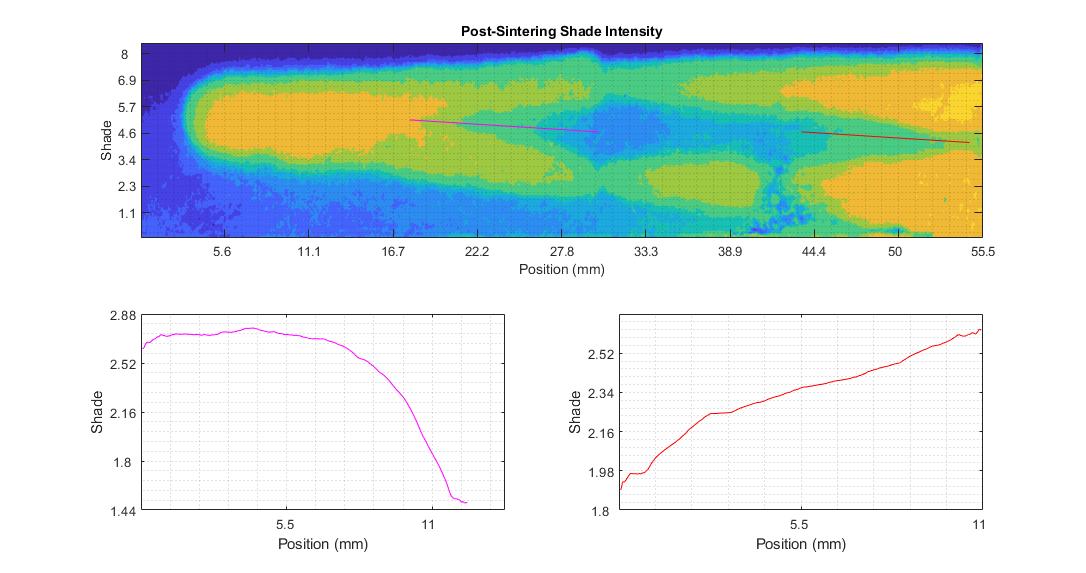 Post-Sintering Shade Intensity
8
6.9
5.7
4.6
3.4
2.3
1.1
Shade
5.6 11.1 16.7 22.2 27.8 33.3 38.9 44.4 50 55.5
Position (mm)
2.88
2.52
2.16
1.8
1.44
Shade
5.5 11
Position (mm)
2.52
2.34
2.16
1.98
1.8
Shade
5.5 11
Position (mm)